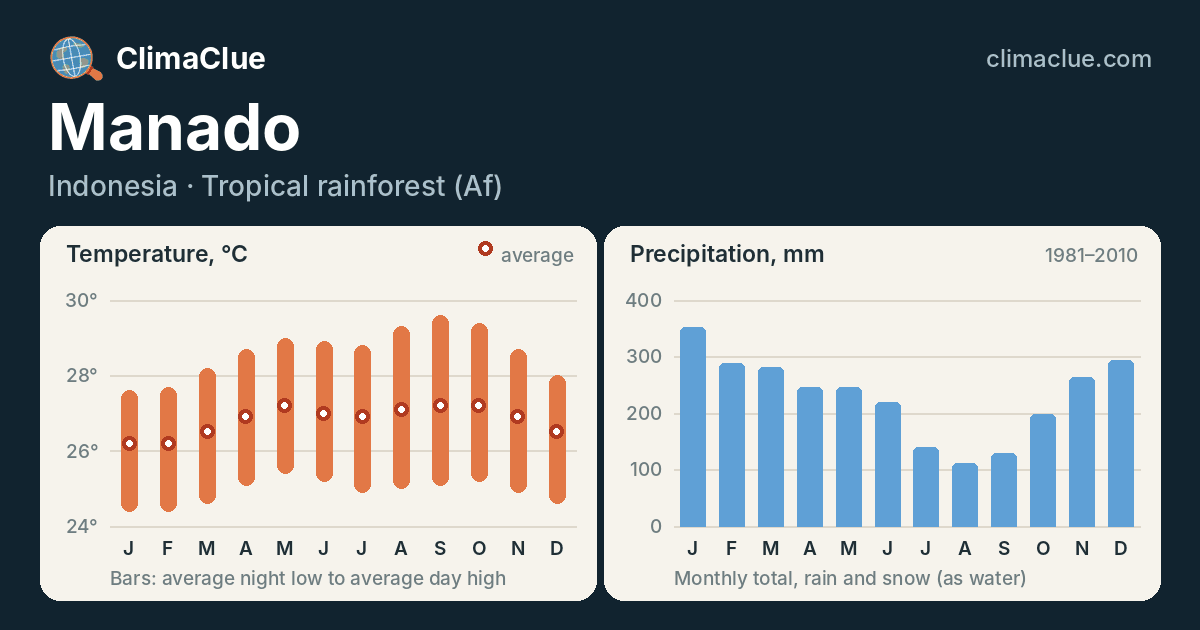 ClimaClue
climaclue.com
Manado
Indonesia · Tropical rainforest (Af)
Temperature, °C
average
30°
28°
26°
24°
J F M A M J J A S O N D
Bars: average night low to average day high
Precipitation, mm
1981–2010
400
300
200
100
0
J F M A M J J A S O N D
Monthly total, rain and snow (as water)